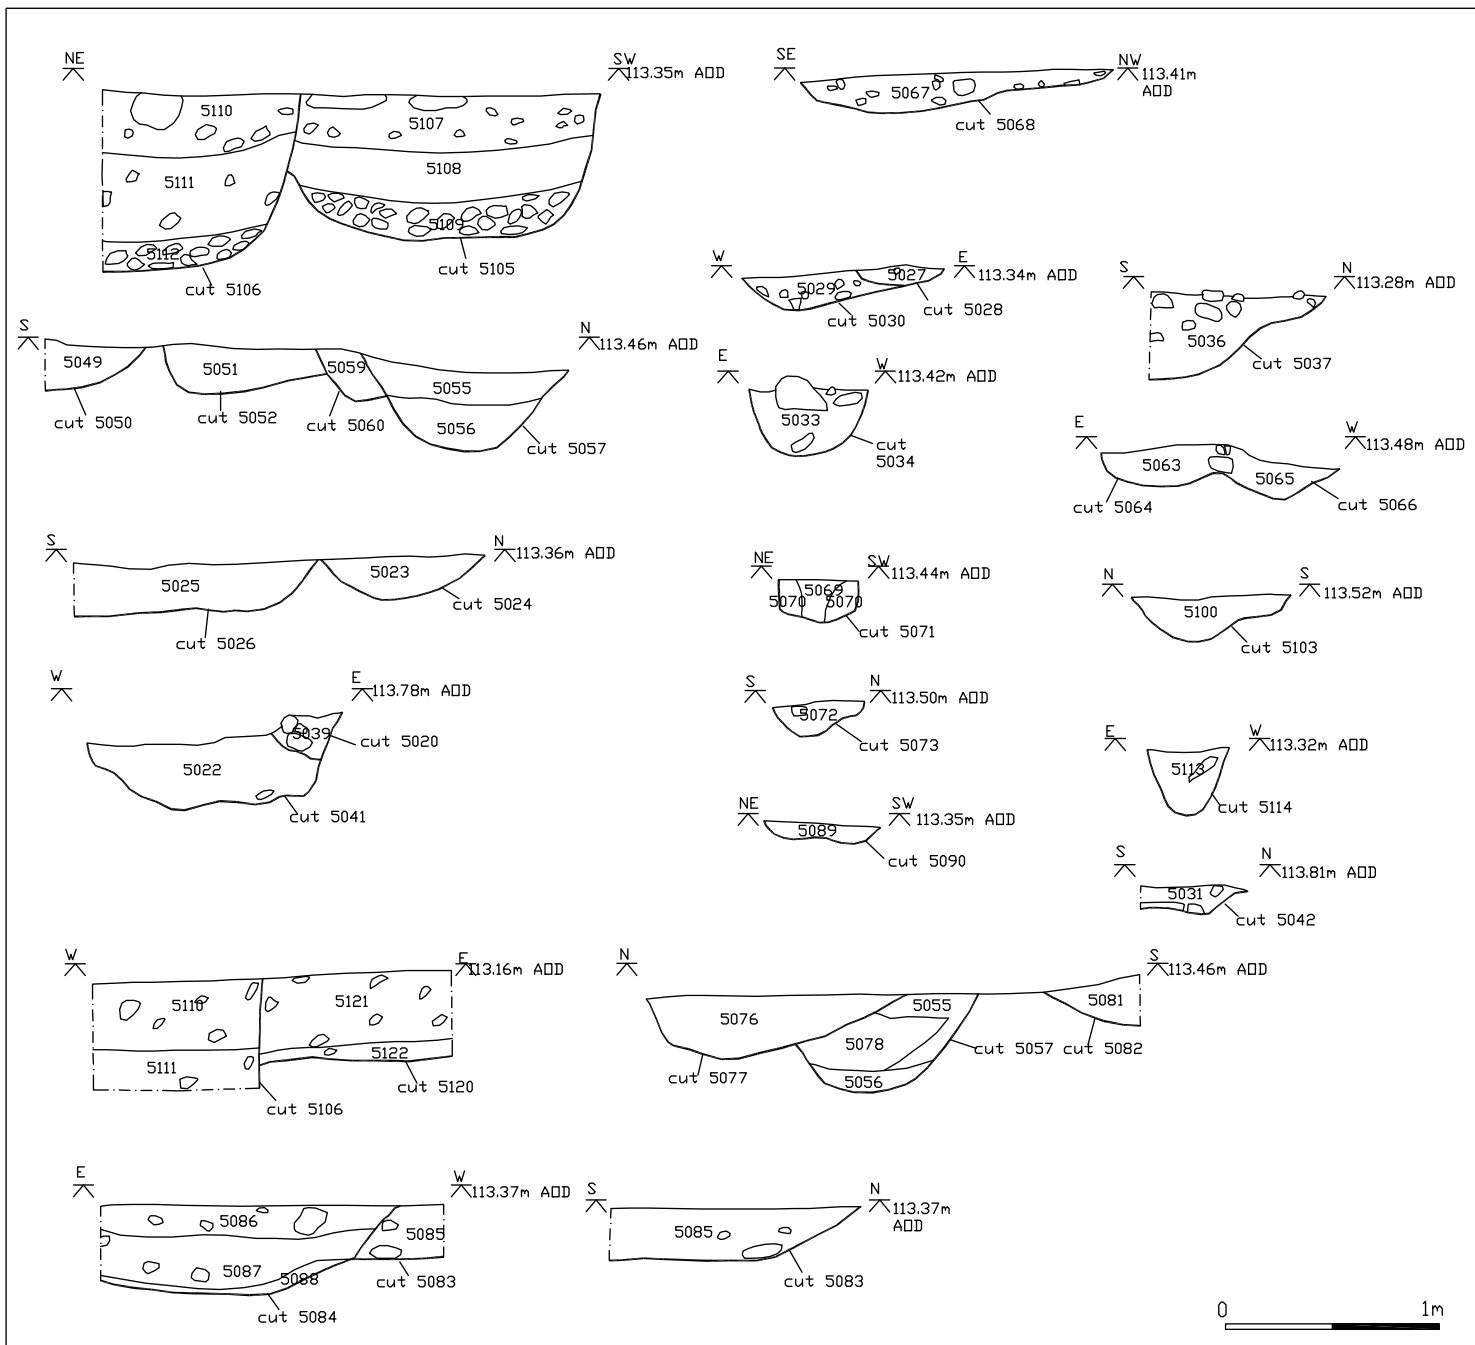 NE
SW
113.35m AOD
5110
5107
5108
5111
5109
5112
cut 5105
cut 5106
SE
NW
113.41m
AOD
5067
cut 5068
W
E
113.34m AOD
5027
5029
cut 5028
cut 5030
S
N
113.28m AOD
5036
cut 5037
S
N
113.46m AOD
5049
5051
5059
5055
5056
cut 5050
cut 5052
cut 5060
cut 5057
E
W
113.42m AOD
5033
cut
5034
E
W
113.48m AOD
5063
5065
cut 5064
cut 5066
S
N
113.36m AOD
5025
5023
cut 5024
cut 5026
NE
SW
113.44m AOD
5069
5070
5070
cut 5071
N
S
113.52m AOD
5100
cut 5103
W
E
113.78m AOD
5039
cut 5020
5022
cut 5041
S
N
113.50m AOD
5072
cut 5073
E
W
113.32m AOD
5113
cut 5114
NE
SW
113.35m AOD
5089
cut 5090
S
N
113.81m AOD
5031
cut 5042
W
E
113.16m AOD
5110
5121
5111
5122
cut 5120
cut 5106
N
S
113.46m AOD
5076
5055
5081
5078
5056
cut 5057
cut 5082
cut 5077
E
W
113.37m AOD
5086
5085
5087
5088
cut 5083
cut 5084
S
N
113.37m
AOD
5085
cut 5083
0
1m